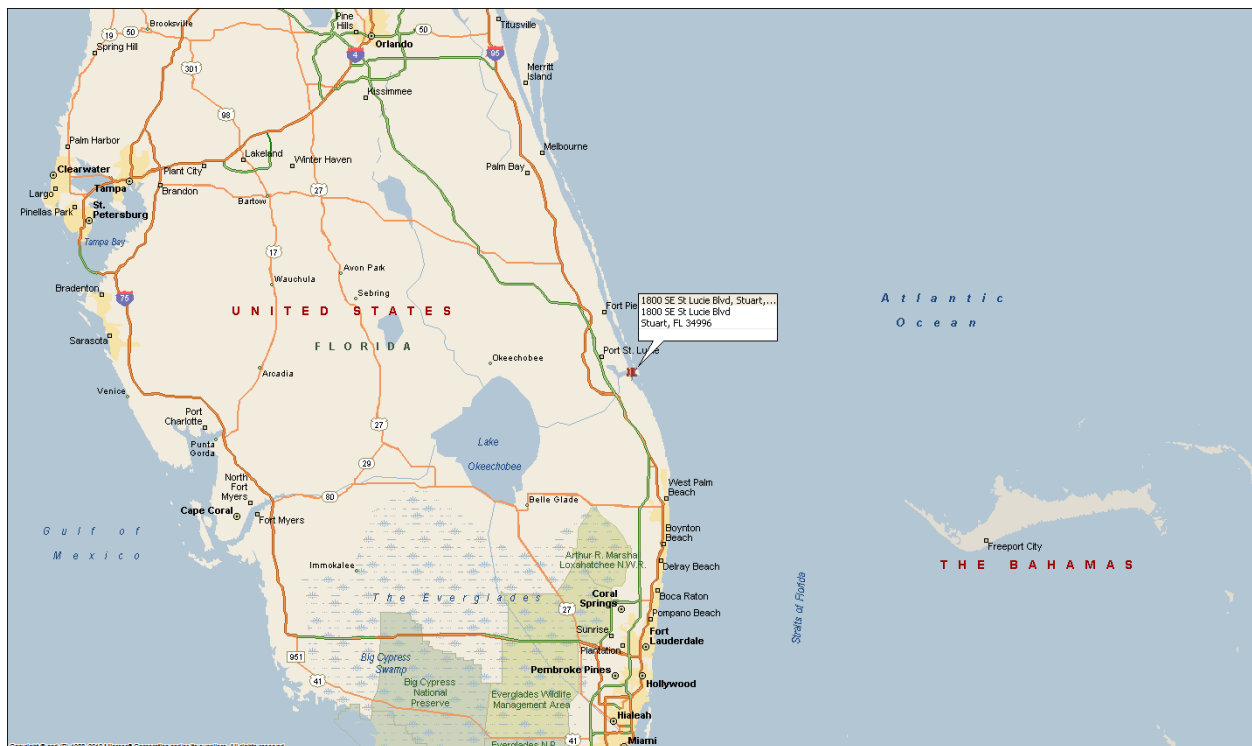 Brooksville
19
50
Spring Hill
Pine
Hills
50
Orlando
Titusville
4
95
301
Merritt
Island
Kissimmee
98
Palm Harbor
Melbourne
Lakeland
Winter Haven
Plant City
Palm Bay
Clearwater
Tampa
Largo
Brandon
27
Bartow
Pinellas Park
St.
Petersburg
Tampa Bay
17
Avon Park
Wauchula
Bradenton
76
Sebring
UNITED STATES
1800 SE St Lucie Blvd, Stuart,...
1800 SE St Lucie Blvd
Stuart, FL 34996
Fort Pie
Atlantic
Ocean
Sarasota
FLORIDA
Port St. Lucie
Okeechobee
Arcadia
Venice
Port
Charlotte
27
Punta
Gorda
Lake
Okeechobee
29
North
Fort
Myers
80
West Palm
Beach
Belle Glade
Cape Coral
Fort Myers
Gulf of
Mexico
Boynton
Beach
Freeport City
Arthur R. Marsha
Loxahatchee N.W.R.
Delray Beach
THE BAHAMAS
Immokalee
The Everglades
Boca Raton
Coral
Springs
27
Pompano Beach
Straits of Florida
Sunrise
Fort
Lauderdale
Plantation
951
Big Cypress
Swamp
Pembroke Pines
41
Big Cypress
National
Preserve
Hollywood
Everglades Wildlife
Management Area
Hialeah
41
Miami
Everglades N.P.